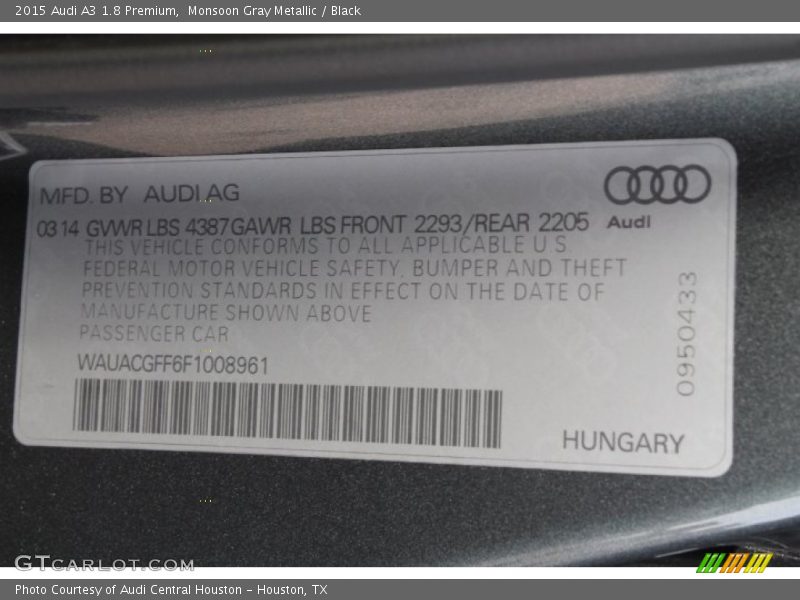 2015 Audi A3 1.8 Premium,  Monsoon Gray Metallic / Black
MFD. BY AUDI AG
03 14 GVWR LBS 4387 GAWR LBS FRONT 2293/REAR 2205
Audi
THIS VEHICLE CONFORMS TO ALL APPLICABLE U S.
FEDERAL MOTOR VEHICLE SAFETY, BUMPER AND THEFT
PREVENTION STANDARDS IN EFFECT ON THE DATE OF
MANUFACTURE SHOWN ABOVE
PASSENGER CAR
WAUACGFF6F1008961
0950433
HUNGARY
GTCARLOT.COM
Photo Courtesy of Audi Central Houston - Houston, TX